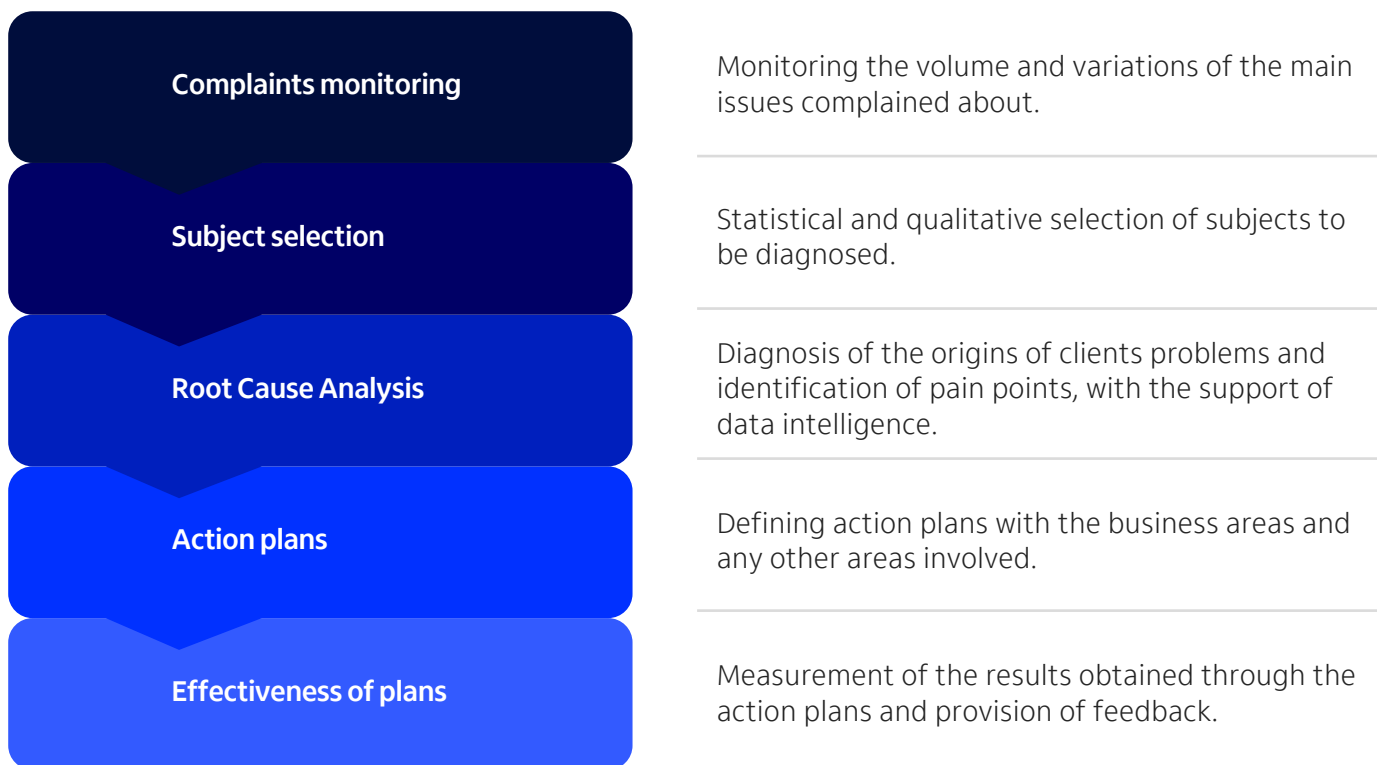 Complaints monitoring
Monitoring the volume and variations of the main
issues complained about.
Subject selection
Statistical and qualitative selection of subjects to
be diagnosed.
Root Cause Analysis
Diagnosis of the origins of clients problems and
identification of pain points, with the support of
data intelligence.
Action plans
Defining action plans with the business areas and
any other areas involved.
Effectiveness of plans
Measurement of the results obtained through the
action plans and provision of feedback.